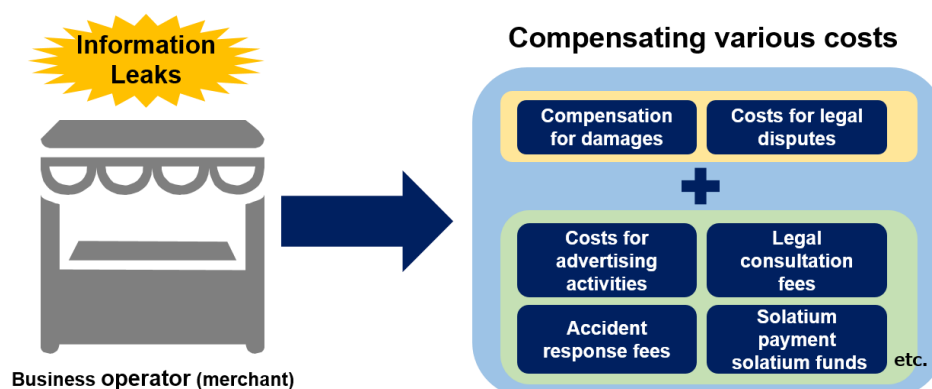 Information
Leaks
Business operator (merchant)
Compensating various costs
Compensation
for damages
Costs for legal
disputes
Costs for
advertising
activities
Legal
consultation
fees
Accident
response fees
Solatium
payment
solatium funds
etc.